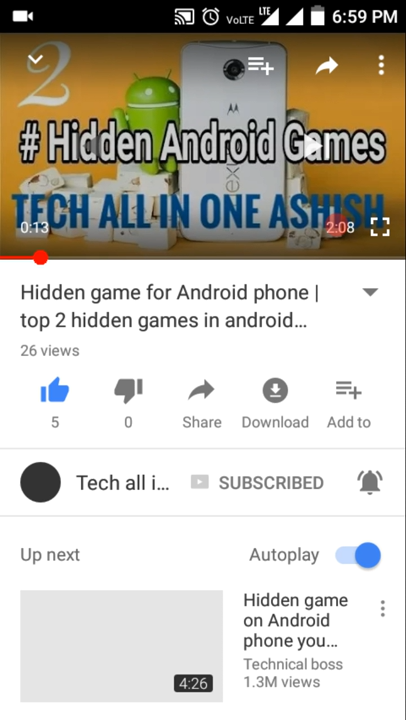 VoLTE LTE 6:59 PM
2
# Hidden Android Games
TECH ALL IN ONE ASHISH
0:13 2:08
Hidden game for Android phone |
top 2 hidden games in android...
26 views
5 0 Share Download Add to
Tech all i... SUBSCRIBED
Up next Autoplay
Hidden game
on Android
phone you...
Technical boss
1.3M views
4:26